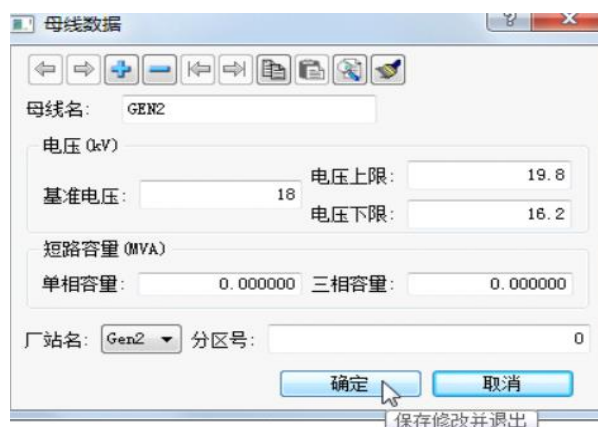 母线数据
母线名: GEN2
电压(kV)
基准电压: 18
电压上限: 19.8
电压下限: 16.2
短路容量(MVA)
单相容量: 0.000000 三相容量: 0.000000
厂站名: Gen2 分区号: 0
确定 取消
保存修改并退出